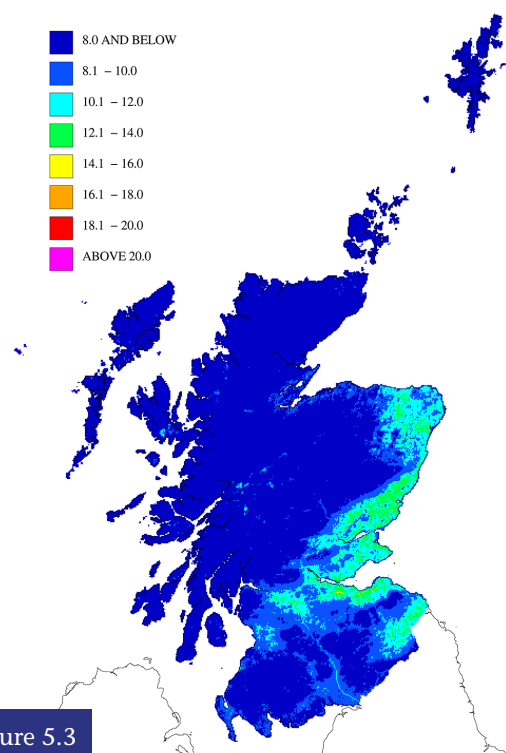 8.0 AND BELOW
8.1 – 10.0
10.1 – 12.0
12.1 – 14.0
14.1 – 16.0
16.1 – 18.0
18.1 – 20.0
ABOVE 20.0
ure 5.3